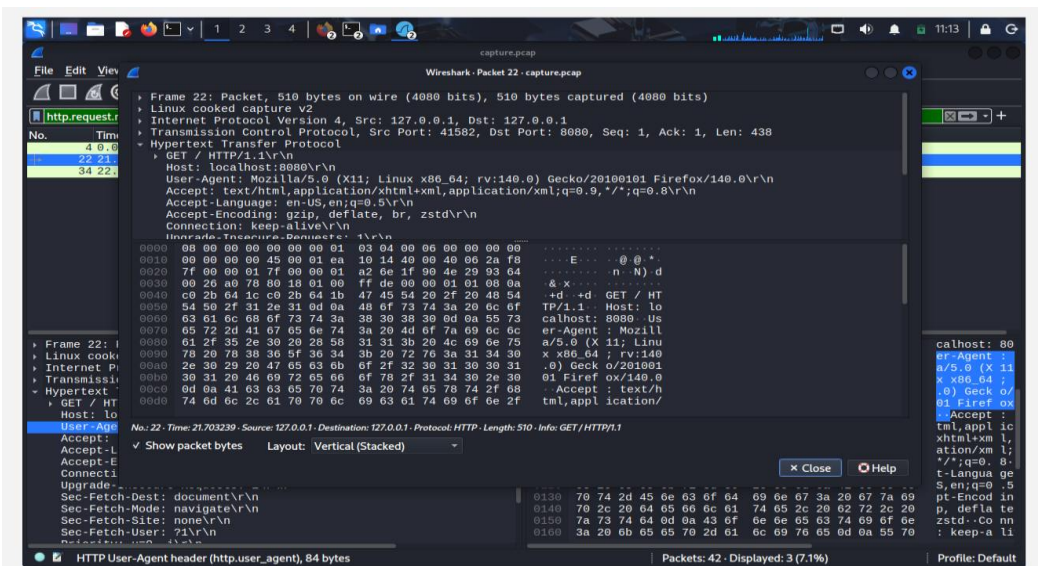 1 2 3 4
11:13
capture.pcap
File Edit View
Wireshark · Packet 22 · capture.pcap
http.request.r
No. Time
4 0.0
22 21.
34 22.
Frame 22: Packet, 510 bytes on wire (4080 bits), 510 bytes captured (4080 bits)
Linux cooked capture v2
Internet Protocol Version 4, Src: 127.0.0.1, Dst: 127.0.0.1
Transmission Control Protocol, Src Port: 41582, Dst Port: 8080, Seq: 1, Ack: 1, Len: 438
Hypertext Transfer Protocol
GET / HTTP/1.1\r\n
Host: localhost:8080\r\n
User-Agent: Mozilla/5.0 (X11; Linux x86_64; rv:140.0) Gecko/20100101 Firefox/140.0\r\n
Accept: text/html,application/xhtml+xml,application/xml;q=0.9,*/*;q=0.8\r\n
Accept-Language: en-US,en;q=0.5\r\n
Accept-Encoding: gzip, deflate, br, zstd\r\n
Connection: keep-alive\r\n
Upgrade-Insecure-Requests: 1\r\n
0000 08 00 00 00 00 00 00 01 03 04 00 06 00 00 00 00 ········ ········
0010 00 00 00 00 45 00 01 ea 10 14 40 00 40 06 2a f8 ····E··· ··@·@·*·
0020 7f 00 00 01 7f 00 00 01 a2 6e 1f 90 4e 29 93 64 ········ ·n··N)·d
0030 00 26 a0 78 80 18 01 00 ff de 00 00 01 01 08 0a ·&·x···· ········
0040 c0 2b 64 1c c0 2b 64 1b 47 45 54 20 2f 20 48 54 ·+d··+d· GET / HT
0050 54 50 2f 31 2e 31 0d 0a 48 6f 73 74 3a 20 6c 6f TP/1.1·· Host: lo
0060 63 61 6c 68 6f 73 74 3a 38 30 38 30 0d 0a 55 73 calhost: 8080··Us
0070 65 72 2d 41 67 65 6e 74 3a 20 4d 6f 7a 69 6c 6c er-Agent : Mozill
0080 61 2f 35 2e 30 20 28 58 31 31 3b 20 4c 69 6e 75 a/5.0 (X 11; Linu
0090 78 20 78 38 36 5f 36 34 3b 20 72 76 3a 31 34 30 x x86_64 ; rv:140
00a0 2e 30 29 20 47 65 63 6b 6f 2f 32 30 31 30 30 31 .0) Geck o/201001
00b0 30 31 20 46 69 72 65 66 6f 78 2f 31 34 30 2e 30 01 Firef ox/140.0
00c0 0d 0a 41 63 63 65 70 74 3a 20 74 65 78 74 2f 68 ··Accept : text/h
00d0 74 6d 6c 2c 61 70 70 6c 69 63 61 74 69 6f 6e 2f tml,appl ication/
No.: 22 · Time: 21.703239 · Source: 127.0.0.1 · Destination: 127.0.0.1 · Protocol: HTTP · Length: 510 · Info: GET / HTTP/1.1
Show packet bytes Layout: Vertical (Stacked)
Close Help
Frame 22:
Linux cook
Internet P
Transmissi
Hypertext
GET / HT
Host: lo
User-Age
Accept:
Accept-L
Accept-E
Connecti
Sec-Fetch-Dest: document\r\n
Sec-Fetch-Mode: navigate\r\n
Sec-Fetch-Site: none\r\n
Sec-Fetch-User: ?1\r\n
calhost: 80
er-Agent :
a/5.0 (X 11
x x86_64 ;
.0) Geck o/
01 Firef ox
··Accept :
tml,appl ic
xhtml+xm l,
ation/xm l;
*/*;q=0. 8·
t-Langua ge
S,en;q=0 .5
0130 70 74 2d 45 6e 63 6f 64 69 6e 67 3a 20 67 7a 69 pt-Encod in
0140 70 2c 20 64 65 66 6c 61 74 65 2c 20 62 72 2c 20 p, defla te
0150 7a 73 74 64 0d 0a 43 6f 6e 6e 65 63 74 69 6f 6e zstd··Co nn
0160 3a 20 6b 65 65 70 2d 61 6c 69 76 65 0d 0a 55 70 : keep-a li
HTTP User-Agent header (http.user_agent), 84 bytes
Packets: 42 · Displayed: 3 (7.1%)
Profile: Default